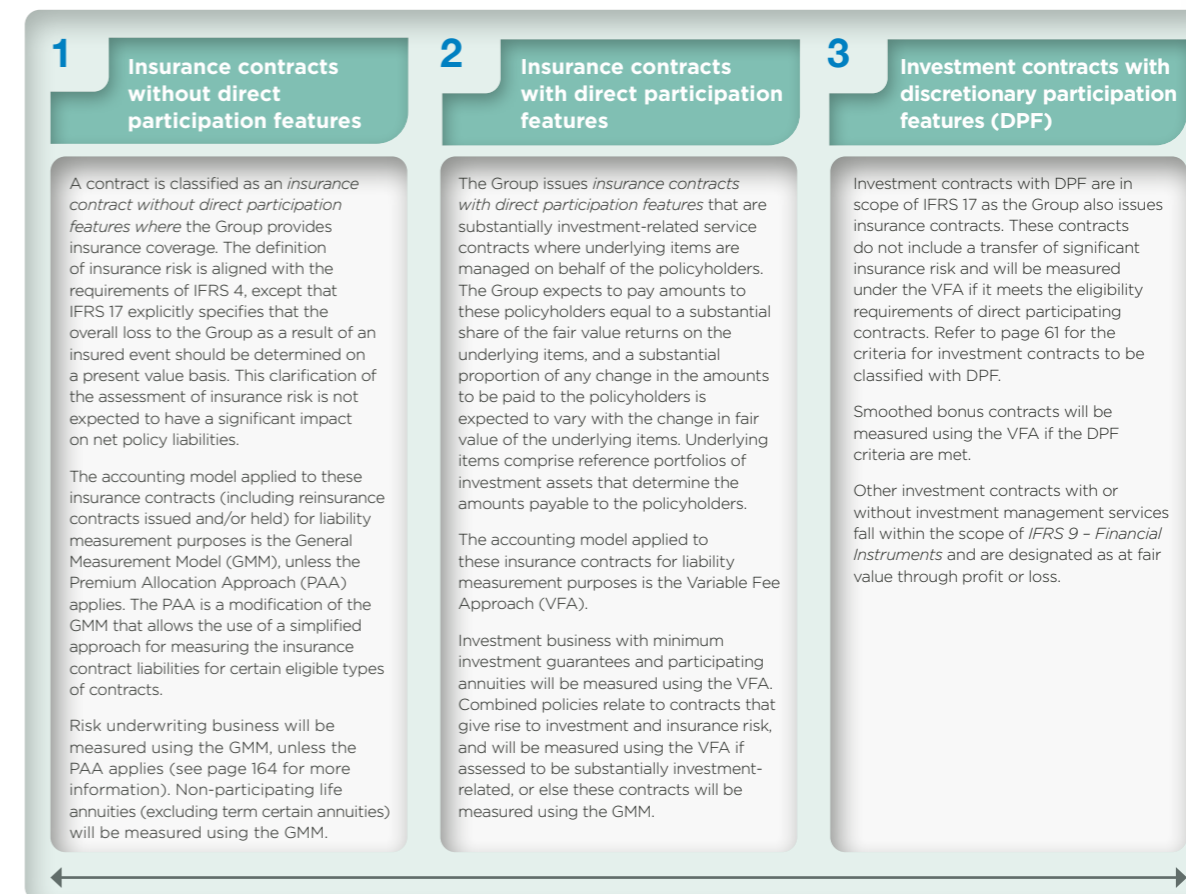 1
Insurance contracts
without direct
participation features
A contract is classified as an insurance
contract without direct participation
features where the Group provides
insurance coverage. The definition
of insurance risk is aligned with the
requirements of IFRS 4, except that
IFRS 17 explicitly specifies that the
overall loss to the Group as a result of an
insured event should be determined on
a present value basis. This clarification of
the assessment of insurance risk is not
expected to have a significant impact
on net policy liabilities.
The accounting model applied to these
insurance contracts (including reinsurance
contracts issued and/or held) for liability
measurement purposes is the General
Measurement Model (GMM), unless the
Premium Allocation Approach (PAA)
applies. The PAA is a modification of the
GMM that allows the use of a simplified
approach for measuring the insurance
contract liabilities for certain eligible types
of contracts.
Risk underwriting business will be
measured using the GMM, unless the
PAA applies (see page 164 for more
information). Non-participating life
annuities (excluding term certain annuities)
will be measured using the GMM.
2
Insurance contracts
with direct participation
features
The Group issues insurance contracts
with direct participation features that are
substantially investment-related service
contracts where underlying items are
managed on behalf of the policyholders.
The Group expects to pay amounts to
these policyholders equal to a substantial
share of the fair value returns on the
underlying items, and a substantial
proportion of any change in the amounts
to be paid to the policyholders is
expected to vary with the change in fair
value of the underlying items. Underlying
items comprise reference portfolios of
investment assets that determine the
amounts payable to the policyholders.
The accounting model applied to
these insurance contracts for liability
measurement purposes is the Variable Fee
Approach (VFA).
Investment business with minimum
investment guarantees and participating
annuities will be measured using the VFA.
Combined policies relate to contracts that
give rise to investment and insurance risk,
and will be measured using the VFA if
assessed to be substantially investment-
related, or else these contracts will be
measured using the GMM.
3
Investment contracts with
discretionary participation
features (DPF)
Investment contracts with DPF are in
scope of IFRS 17 as the Group also issues
insurance contracts. These contracts
do not include a transfer of significant
insurance risk and will be measured
under the VFA if it meets the eligibility
requirements of direct participating
contracts. Refer to page 61 for the
criteria for investment contracts to be
classified with DPF.
Smoothed bonus contracts will be
measured using the VFA if the DPF
criteria are met.
Other investment contracts with or
without investment management services
fall within the scope of IFRS 9 – Financial
Instruments and are designated as at fair
value through profit or loss.